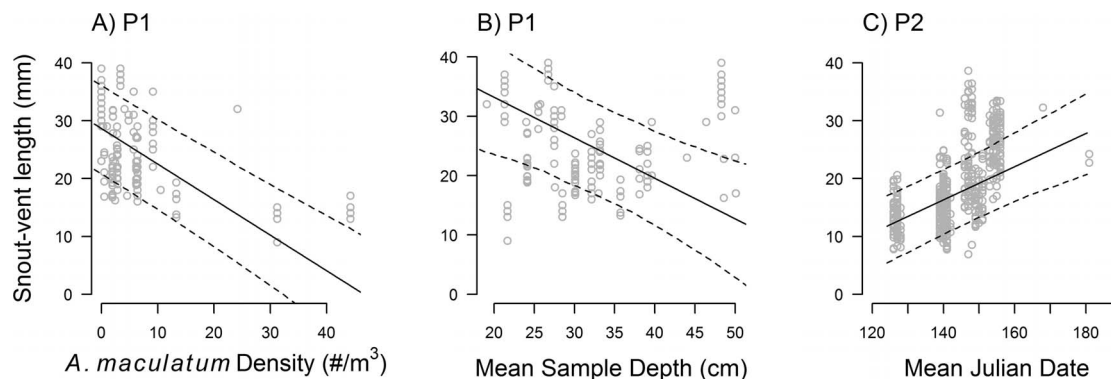 A) P1
B) P1
C) P2
Snout-vent length (mm)
40
30
20
10
0
0 10 20 30 40
A. maculatum Density (#/m³)
40
30
20
10
0
20 25 30 35 40 45 50
Mean Sample Depth (cm)
40
30
20
10
0
120 140 160 180
Mean Julian Date